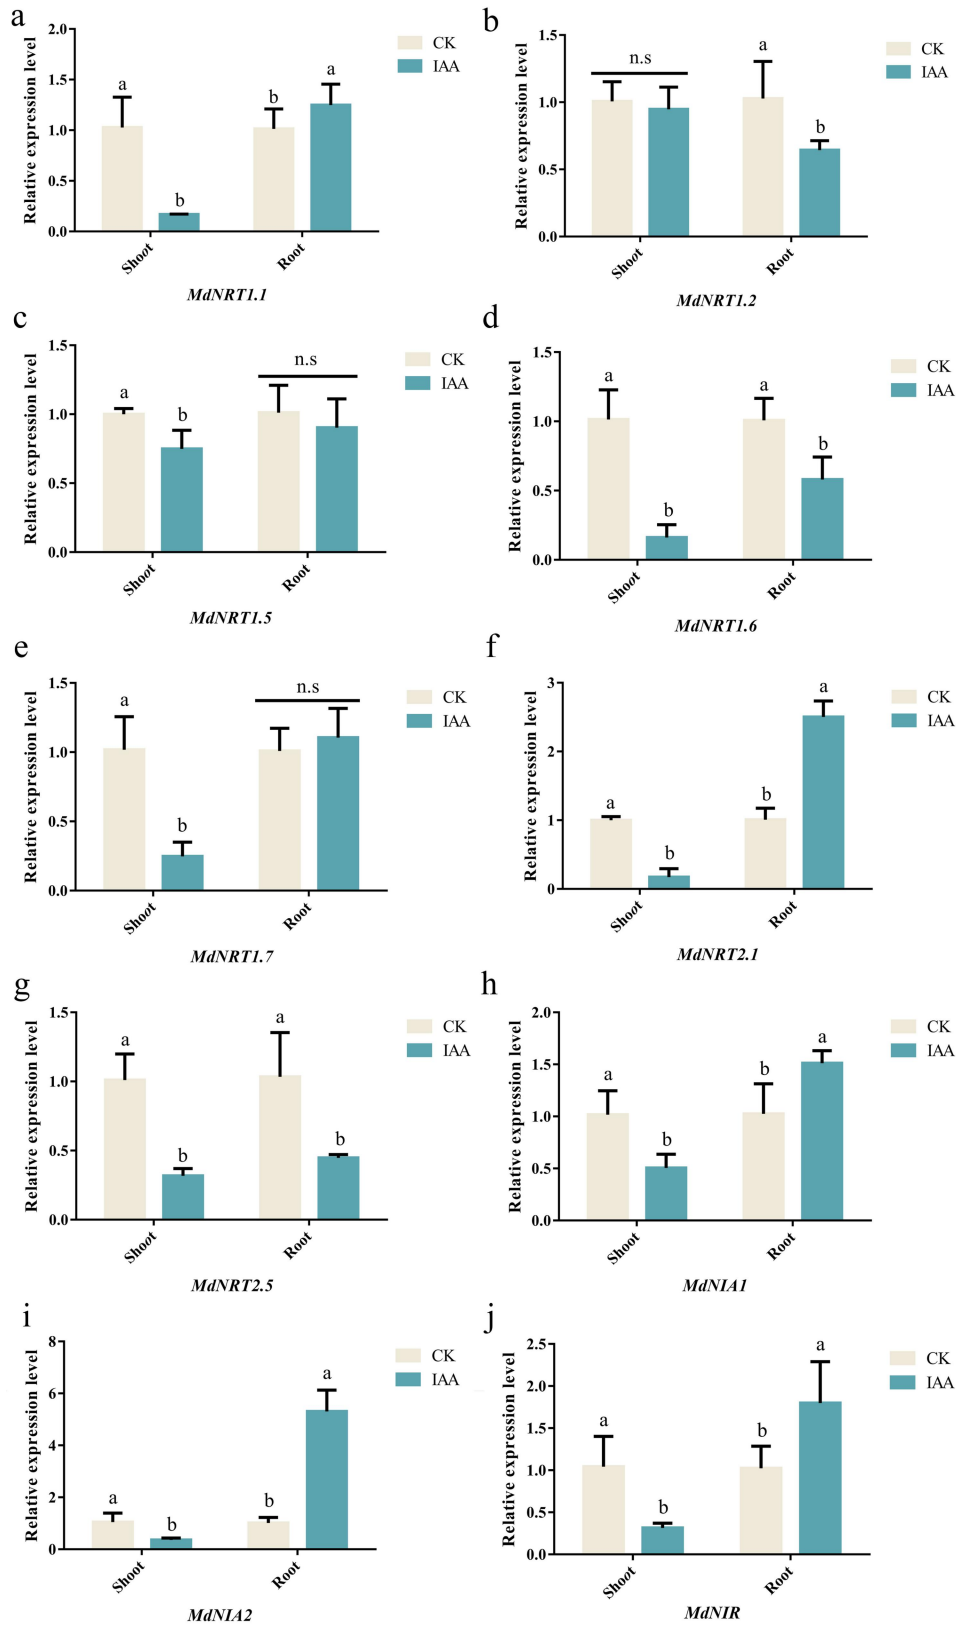 a
2.0
1.5
1.0
0.5
0.0
Relative expression level
a
b
b
a
CK
IAA
Shoot
Root
MdNRT1.1
b
1.5
1.0
0.5
0.0
Relative expression level
n.s
a
b
CK
IAA
Shoot
Root
MdNRT1.2
c
1.5
1.0
0.5
0.0
Relative expression level
a
b
n.s
CK
IAA
Shoot
Root
MdNRT1.5
d
1.5
1.0
0.5
0.0
Relative expression level
a
b
a
b
CK
IAA
Shoot
Root
MdNRT1.6
e
1.5
1.0
0.5
0.0
Relative expression level
a
b
n.s
CK
IAA
Shoot
Root
MdNRT1.7
f
3
2
1
0
Relative expression level
a
b
b
a
CK
IAA
Shoot
Root
MdNRT2.1
g
1.5
1.0
0.5
0.0
Relative expression level
a
b
a
b
CK
IAA
Shoot
Root
MdNRT2.5
h
2.0
1.5
1.0
0.5
0.0
Relative expression level
a
b
b
a
CK
IAA
Shoot
Root
MdNIA1
i
8
6
4
2
0
Relative expression level
a
b
b
a
CK
IAA
Shoot
Root
MdNIA2
j
2.5
2.0
1.5
1.0
0.5
0.0
Relative expression level
a
b
b
a
CK
IAA
Shoot
Root
MdNIR